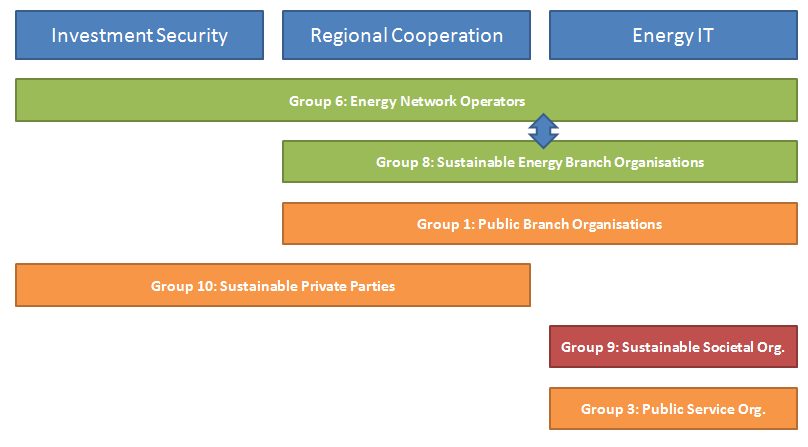 Investment Security
Regional Cooperation
Energy IT
Group 6: Energy Network Operators
Group 8: Sustainable Energy Branch Organisations
Group 1: Public Branch Organisations
Group 10: Sustainable Private Parties
Group 9: Sustainable Societal Org.
Group 3: Public Service Org.